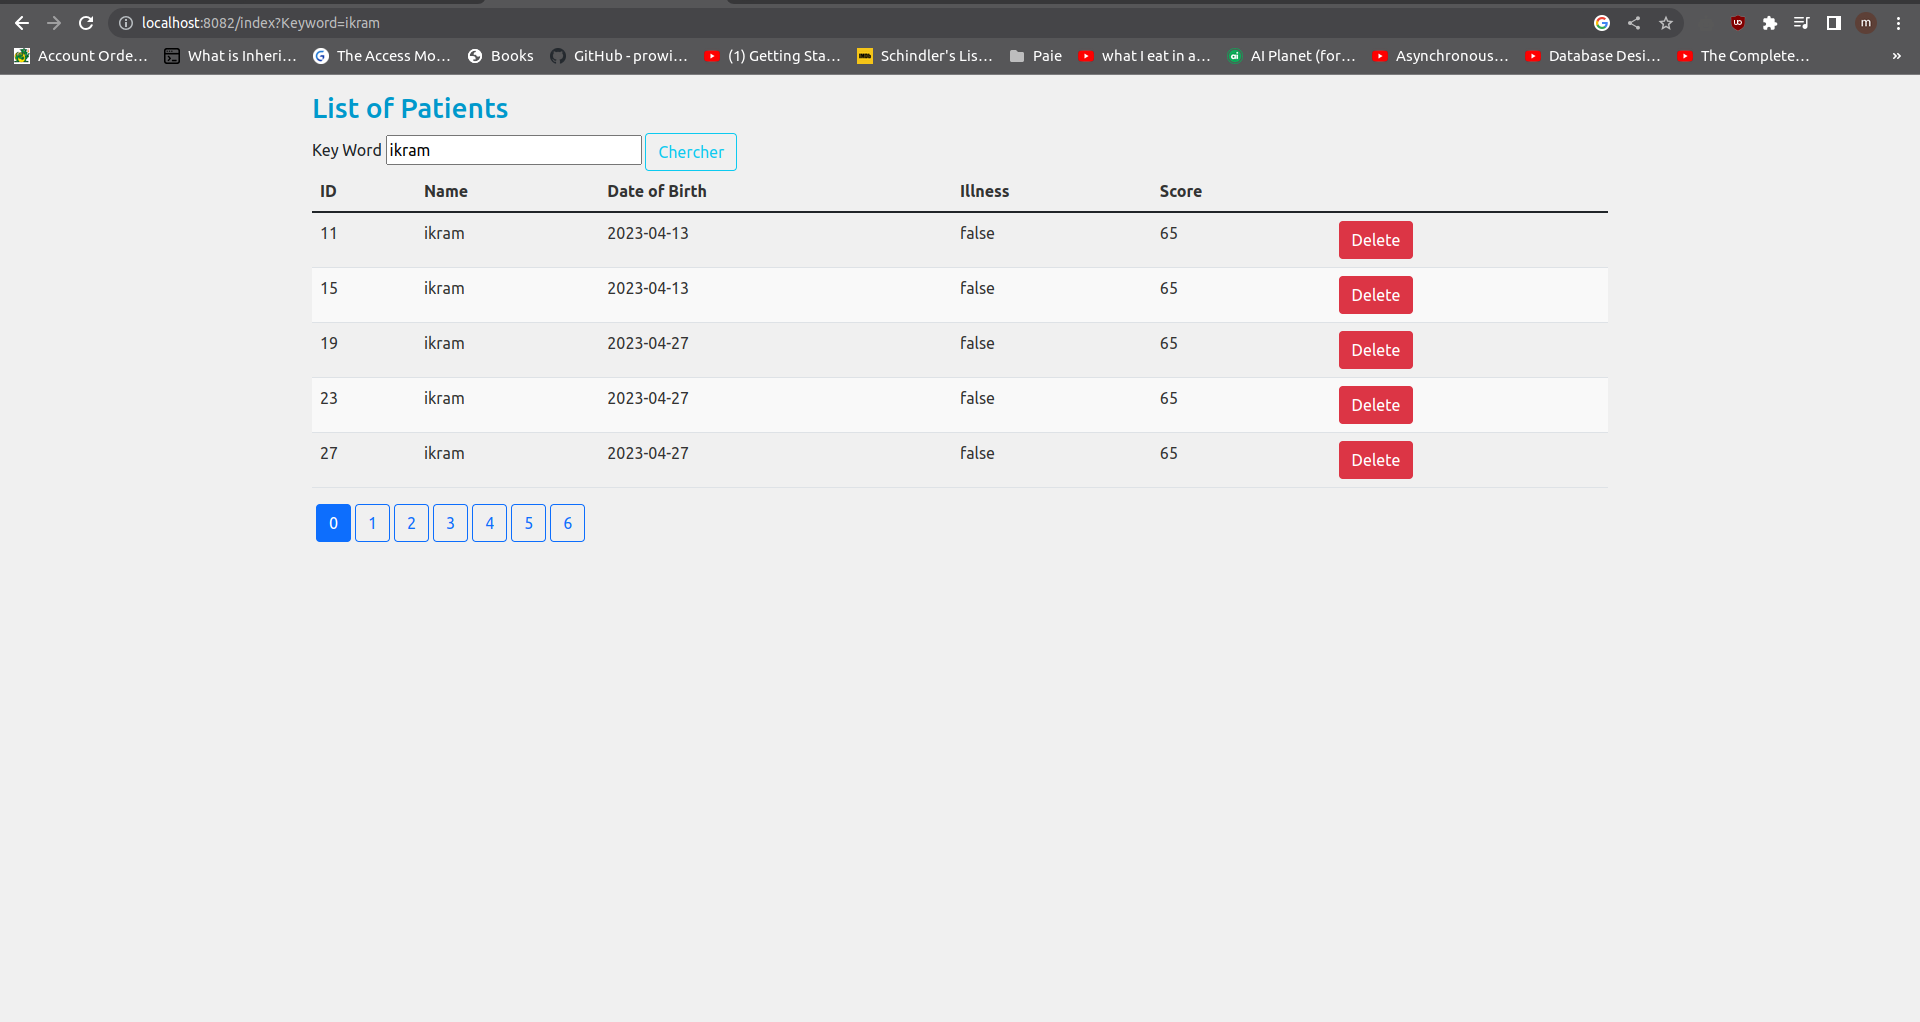 localhost:8082/index?Keyword=ikram
m
Account Orde... What is Inheri... The Access Mo... Books GitHub - prowi... (1) Getting Sta... Schindler's Lis... Paie what I eat in a... AI Planet (for... Asynchronous... Database Desi... The Complete... »
List of Patients
Key Word ikram Chercher
ID Name Date of Birth Illness Score
11 ikram 2023-04-13 false 65 Delete
15 ikram 2023-04-13 false 65 Delete
19 ikram 2023-04-27 false 65 Delete
23 ikram 2023-04-27 false 65 Delete
27 ikram 2023-04-27 false 65 Delete
0 1 2 3 4 5 6